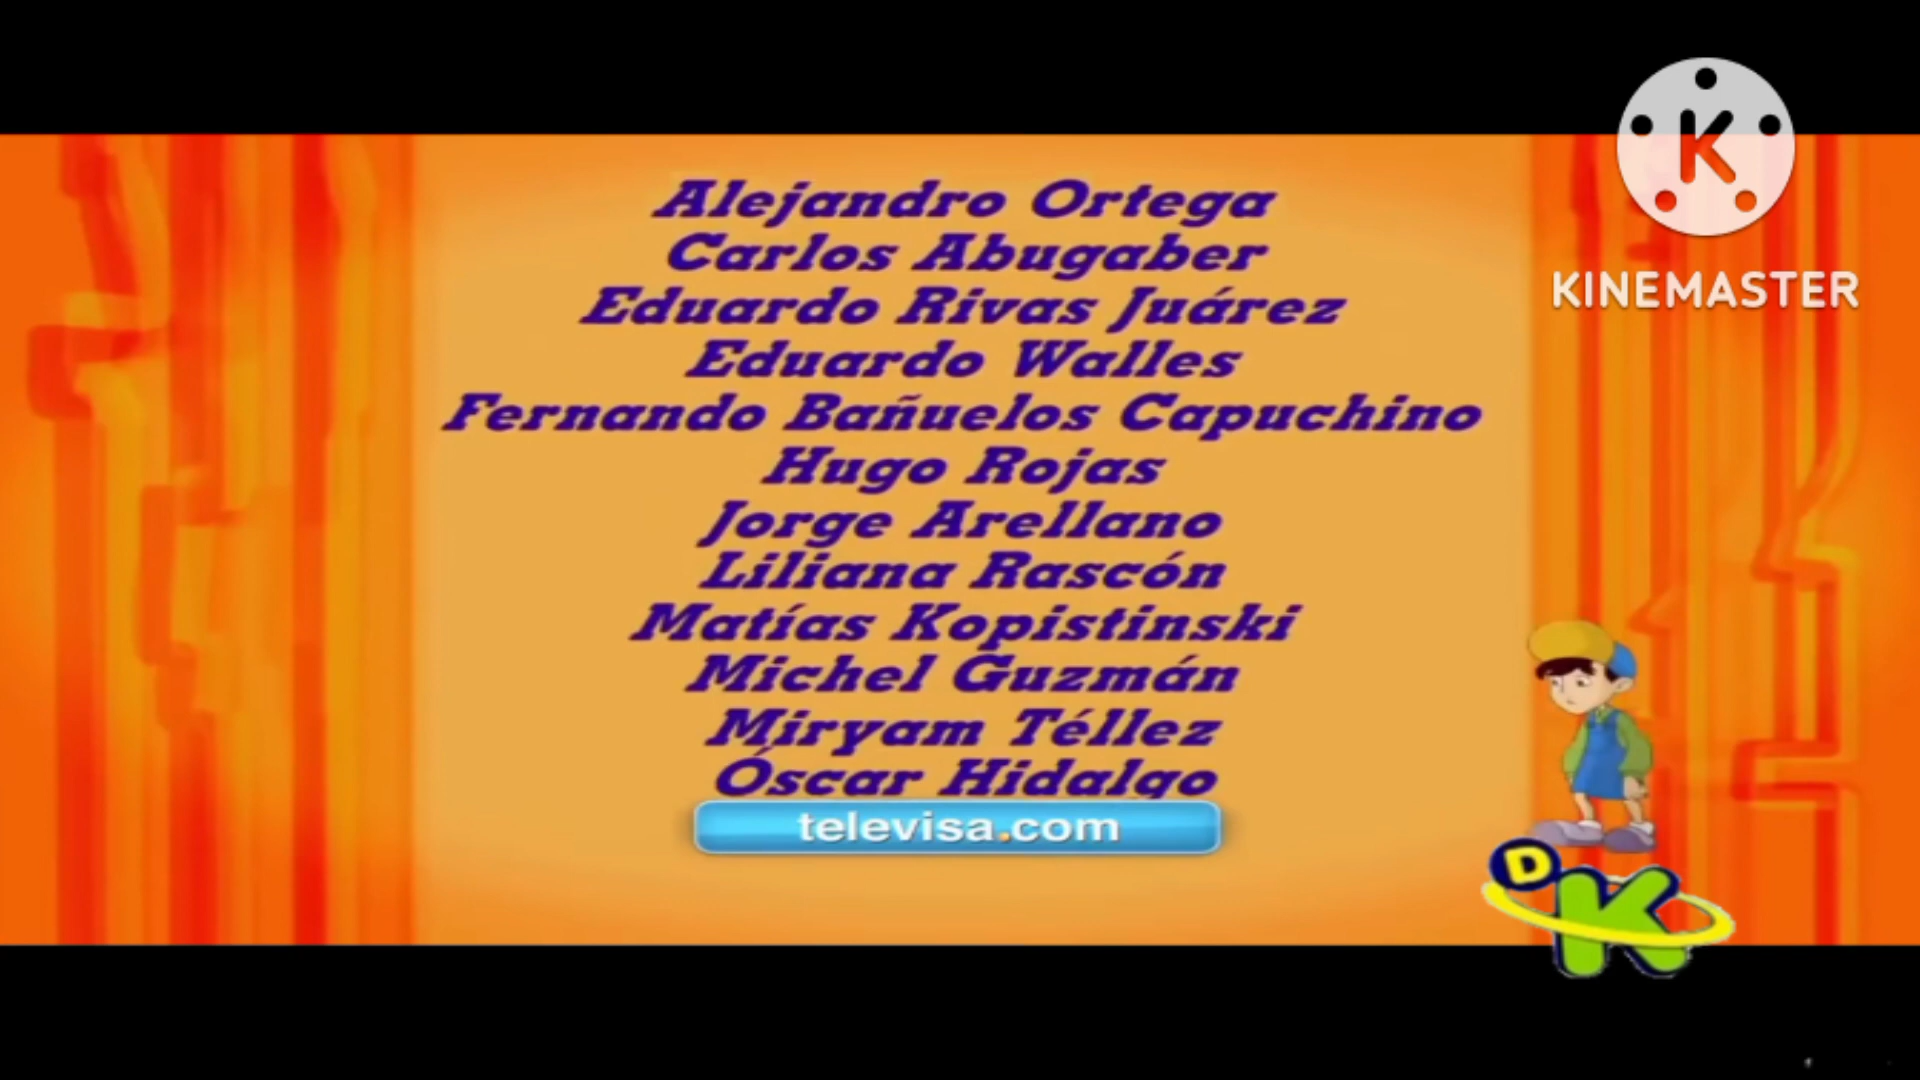 K
KINEMASTER
Alejandro Ortega
Carlos Abugaber
Eduardo Rivas Juárez
Eduardo Walles
Fernando Bañuelos Capuchino
Hugo Rojas
Jorge Arellano
Liliana Rascón
Matías Kopistinski
Michel Guzmán
Miryam Téllez
Óscar Hidalgo
televisa.com
D
K